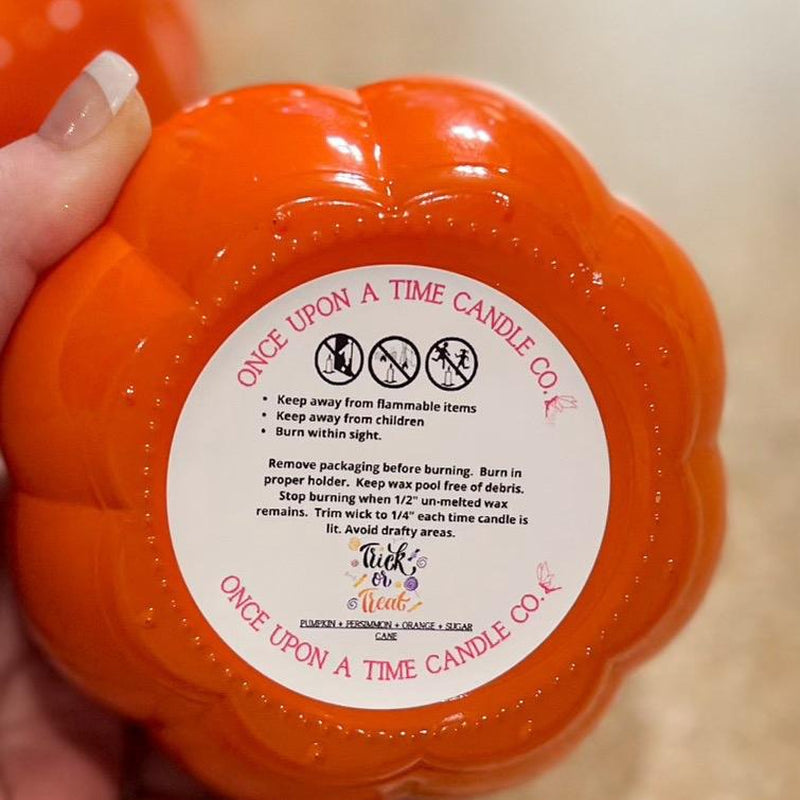 ONCE UPON A TIME CANDLE CO.
• Keep away from flammable items
• Keep away from children
• Burn within sight.
Remove packaging before burning. Burn in
proper holder. Keep wax pool free of debris.
Stop burning when 1/2" un-melted wax
remains. Trim wick to 1/4" each time candle is
lit. Avoid drafty areas.
Trick
or
Treat
PUMPKIN + PERSIMMON + ORANGE + SUGAR
CANE
ONCE UPON A TIME CANDLE CO.